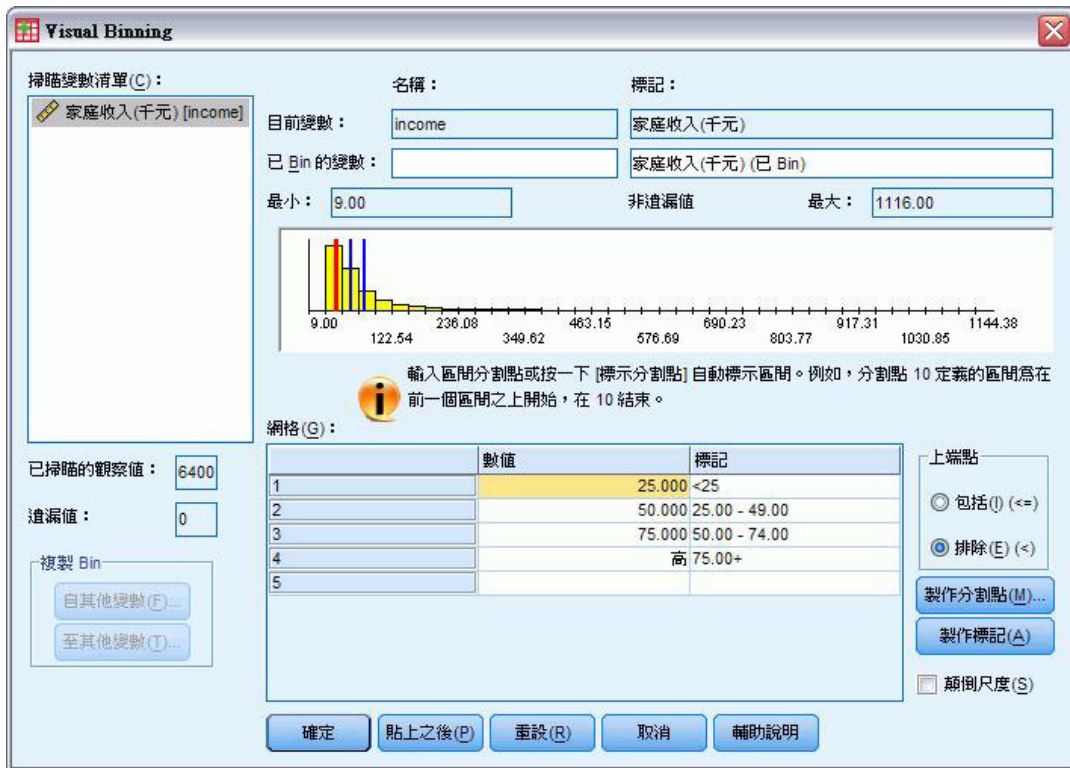 Visual Binning
掃瞄變數清單(C)：
家庭收入(千元) [income]
名稱：
標記：
目前變數：
income
家庭收入(千元)
已 Bin 的變數：
家庭收入(千元) (已 Bin)
最小：
9.00
非遺漏值
最大：
1116.00
9.00 236.08 463.15 690.23 917.31 1144.38
122.54 349.62 576.69 803.77 1030.85
輸入區間分割點或按一下 [標示分割點] 自動標示區間。例如，分割點 10 定義的區間為在
前一個區間之上開始，在 10 結束。
網格(G)：
數值 標記
1 25.000 <25
2 50.000 25.00 - 49.00
3 75.000 50.00 - 74.00
4 高 75.00+
5
上端點
包括(I) (<=)
排除(E) (<)
製作分割點(M)...
製作標記(A)
顛倒尺度(S)
已掃瞄的觀察值：
6400
遺漏值：
0
複製 Bin
自其他變數(F)...
至其他變數(T)...
確定
貼上之後(P)
重設(R)
取消
輔助說明